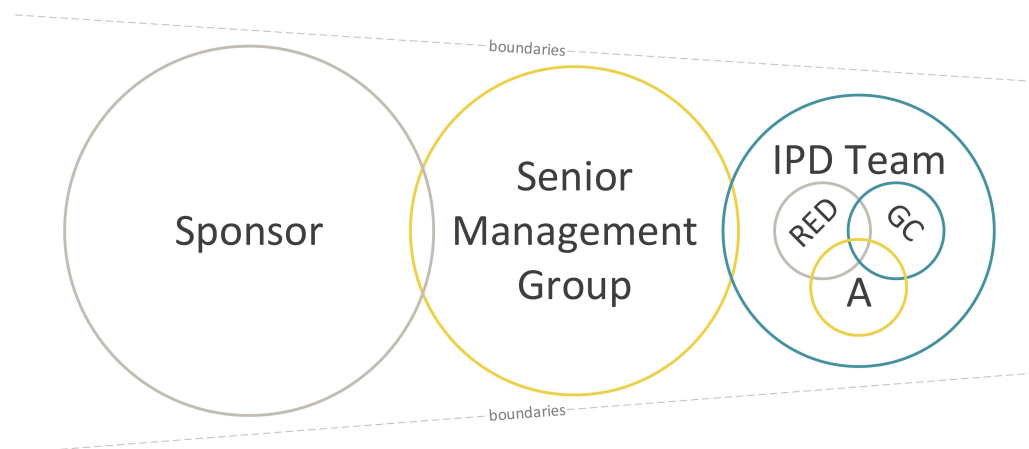 boundaries
Sponsor
Senior
Management
Group
IPD Team
RED
GC
A
boundaries